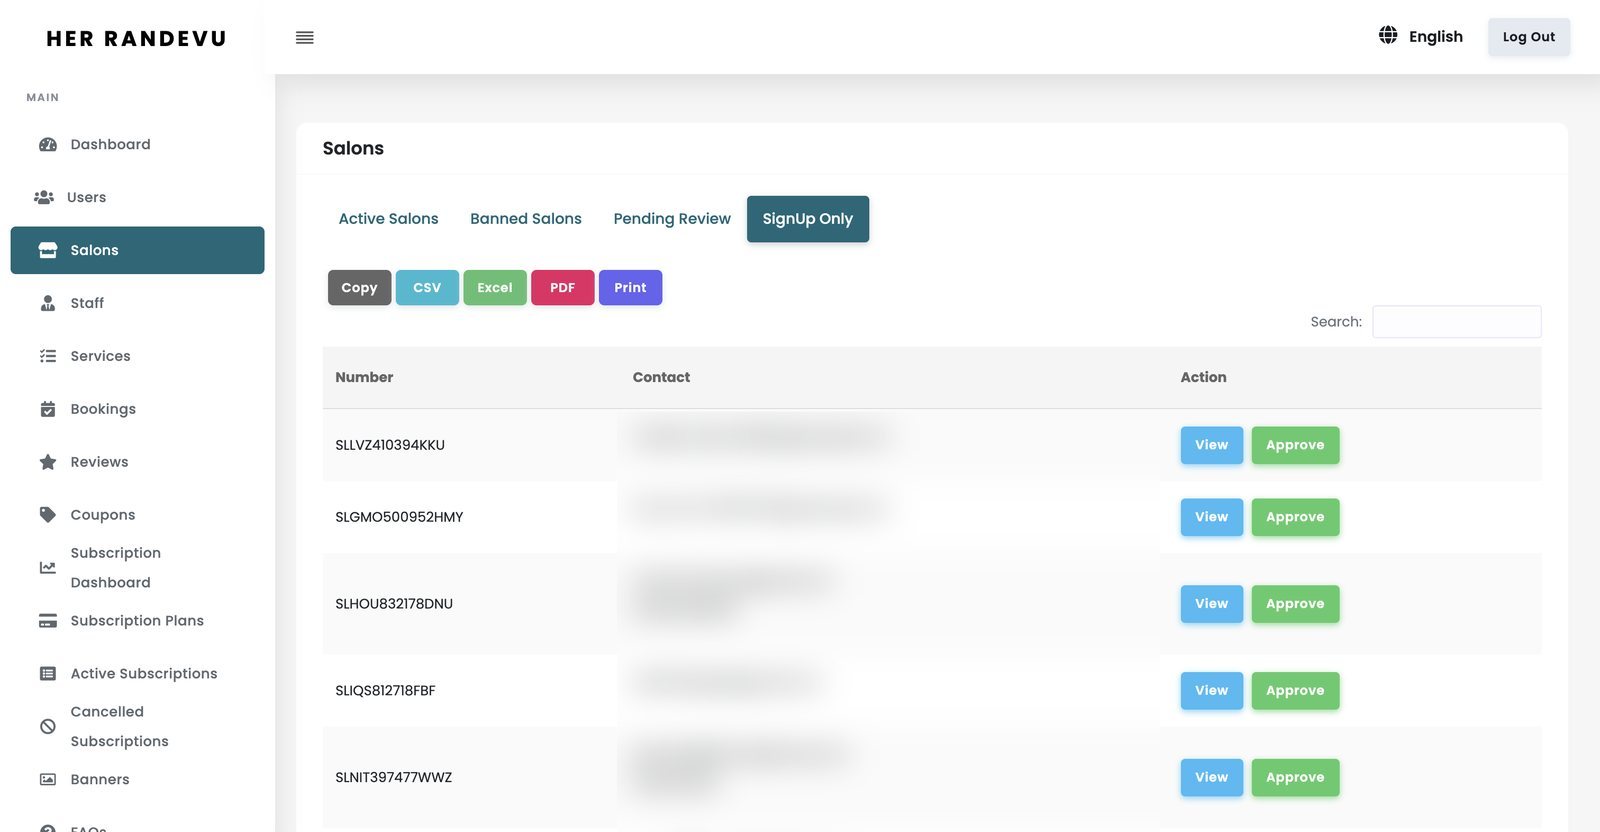 HER RANDEVU
English
Log Out
MAIN
Dashboard
Users
Salons
Staff
Services
Bookings
Reviews
Coupons
Subscription
Dashboard
Subscription Plans
Active Subscriptions
Cancelled
Subscriptions
Banners
FAQs
Salons
Active Salons Banned Salons Pending Review SignUp Only
Copy CSV Excel PDF Print
Search:
Number Contact Action
SLLVZ410394KKU View Approve
SLGMO500952HMY View Approve
SLHOU832178DNU View Approve
SLIQS812718FBF View Approve
SLNIT397477WWZ View Approve